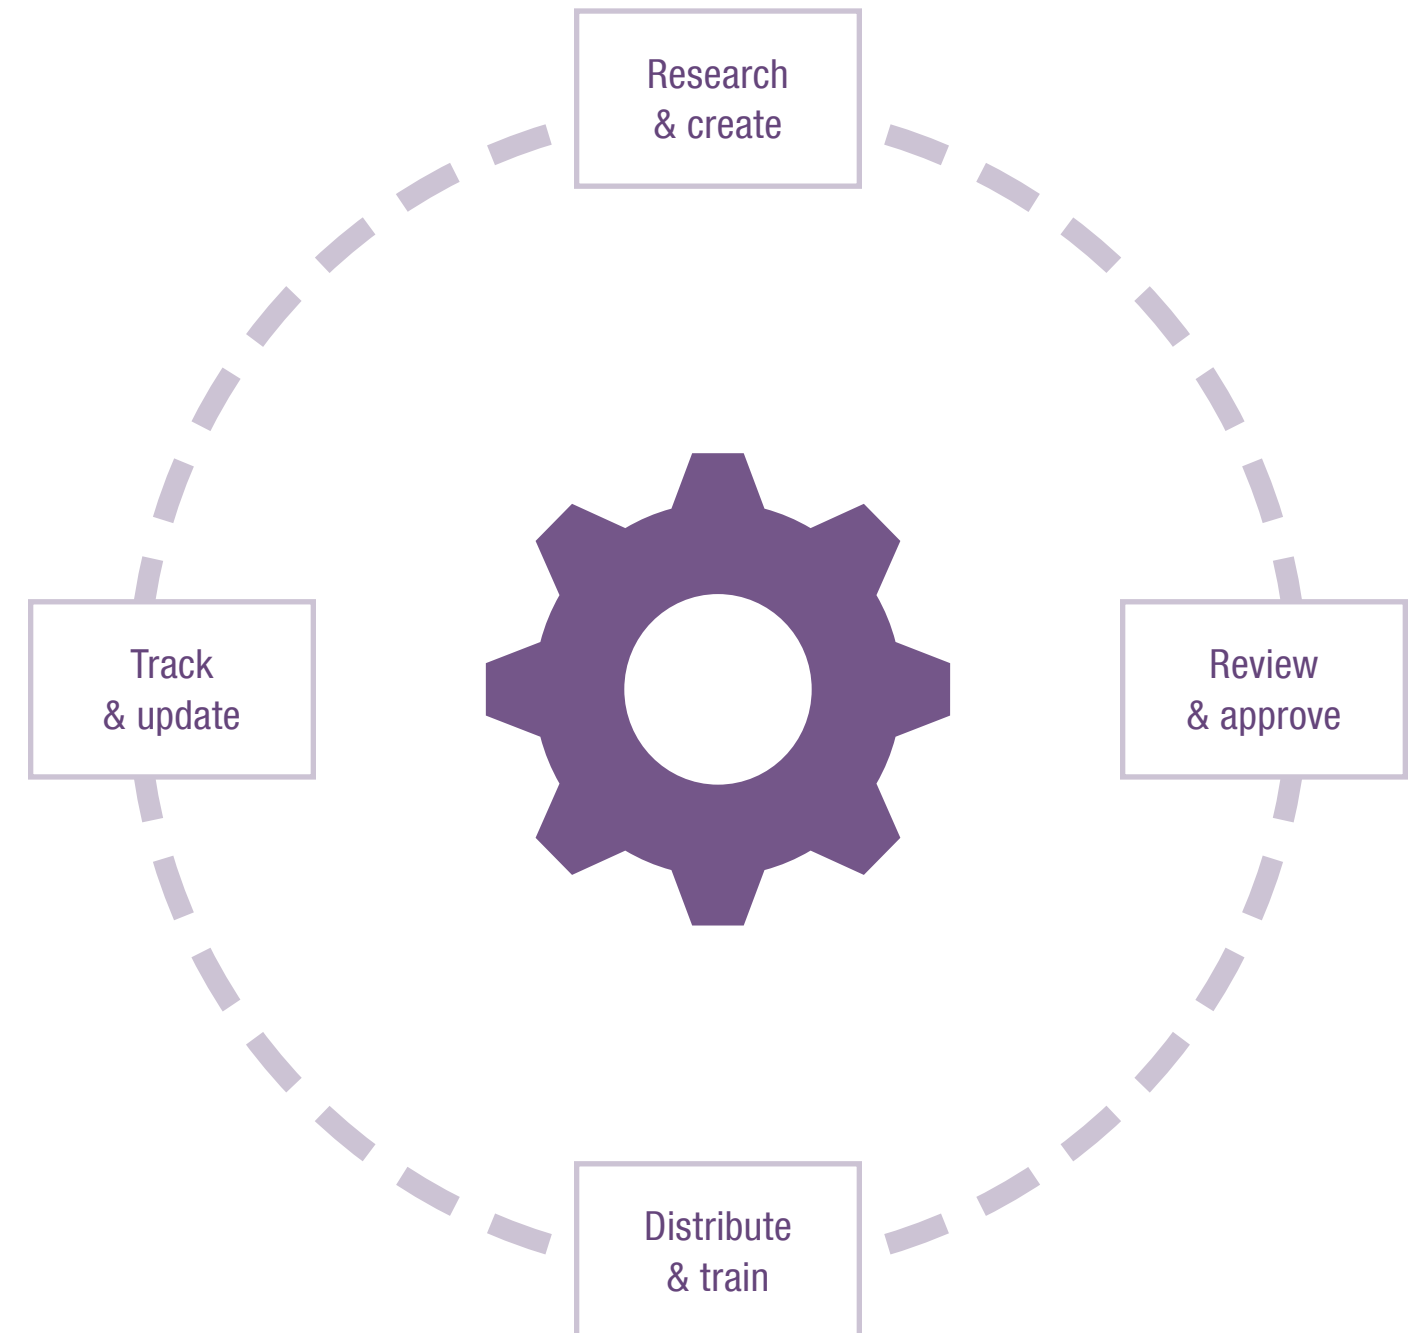 Research
& create
Review
& approve
Distribute
& train
Track
& update